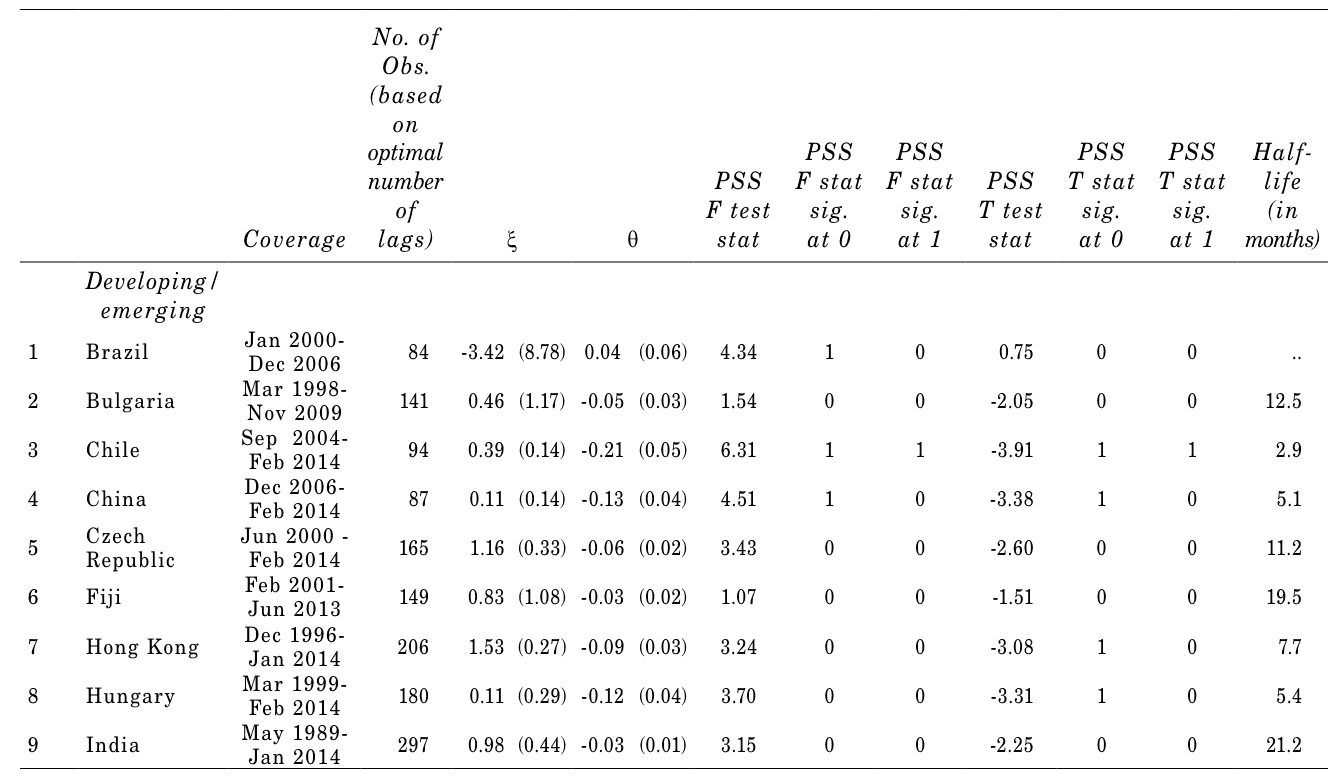 No. of
Obs.
(based
on
optimal
number
of
lags)
Coverage
ξ
θ
PSS
F test
stat
PSS
F stat
sig.
at 0
PSS
F stat
sig.
at 1
PSS
T test
stat
PSS
T stat
sig.
at 0
PSS
T stat
sig.
at 1
Half-
life
(in
months)
Developing/
emerging
1 Brazil Jan 2000-
Dec 2006 84 -3.42 (8.78) 0.04 (0.06) 4.34 1 0 0.75 0 0 ..
2 Bulgaria Mar 1998-
Nov 2009 141 0.46 (1.17) -0.05 (0.03) 1.54 0 0 -2.05 0 0 12.5
3 Chile Sep 2004-
Feb 2014 94 0.39 (0.14) -0.21 (0.05) 6.31 1 1 -3.91 1 1 2.9
4 China Dec 2006-
Feb 2014 87 0.11 (0.14) -0.13 (0.04) 4.51 1 0 -3.38 1 0 5.1
5 Czech
Republic Jun 2000 -
Feb 2014 165 1.16 (0.33) -0.06 (0.02) 3.43 0 0 -2.60 0 0 11.2
6 Fiji Feb 2001-
Jun 2013 149 0.83 (1.08) -0.03 (0.02) 1.07 0 0 -1.51 0 0 19.5
7 Hong Kong Dec 1996-
Jan 2014 206 1.53 (0.27) -0.09 (0.03) 3.24 0 0 -3.08 1 0 7.7
8 Hungary Mar 1999-
Feb 2014 180 0.11 (0.29) -0.12 (0.04) 3.70 0 0 -3.31 1 0 5.4
9 India May 1989-
Jan 2014 297 0.98 (0.44) -0.03 (0.01) 3.15 0 0 -2.25 0 0 21.2